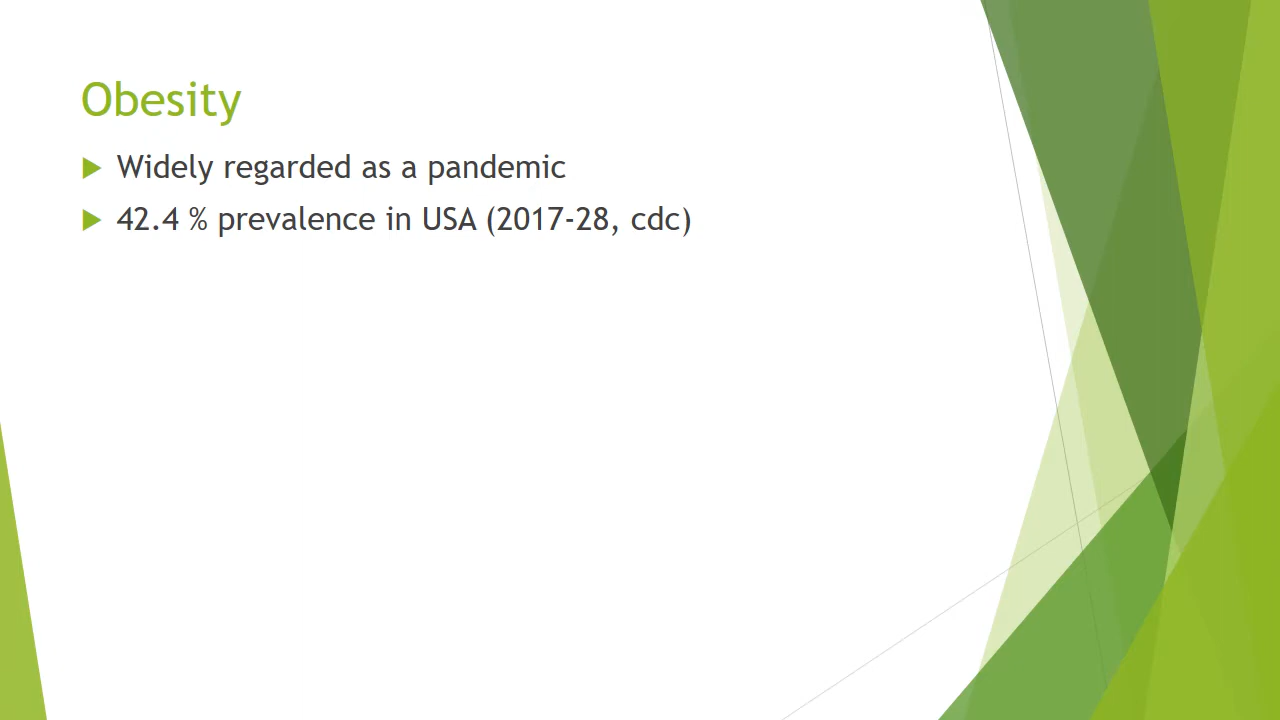 Obesity
Widely regarded as a pandemic
42.4 % prevalence in USA (2017-28, cdc)